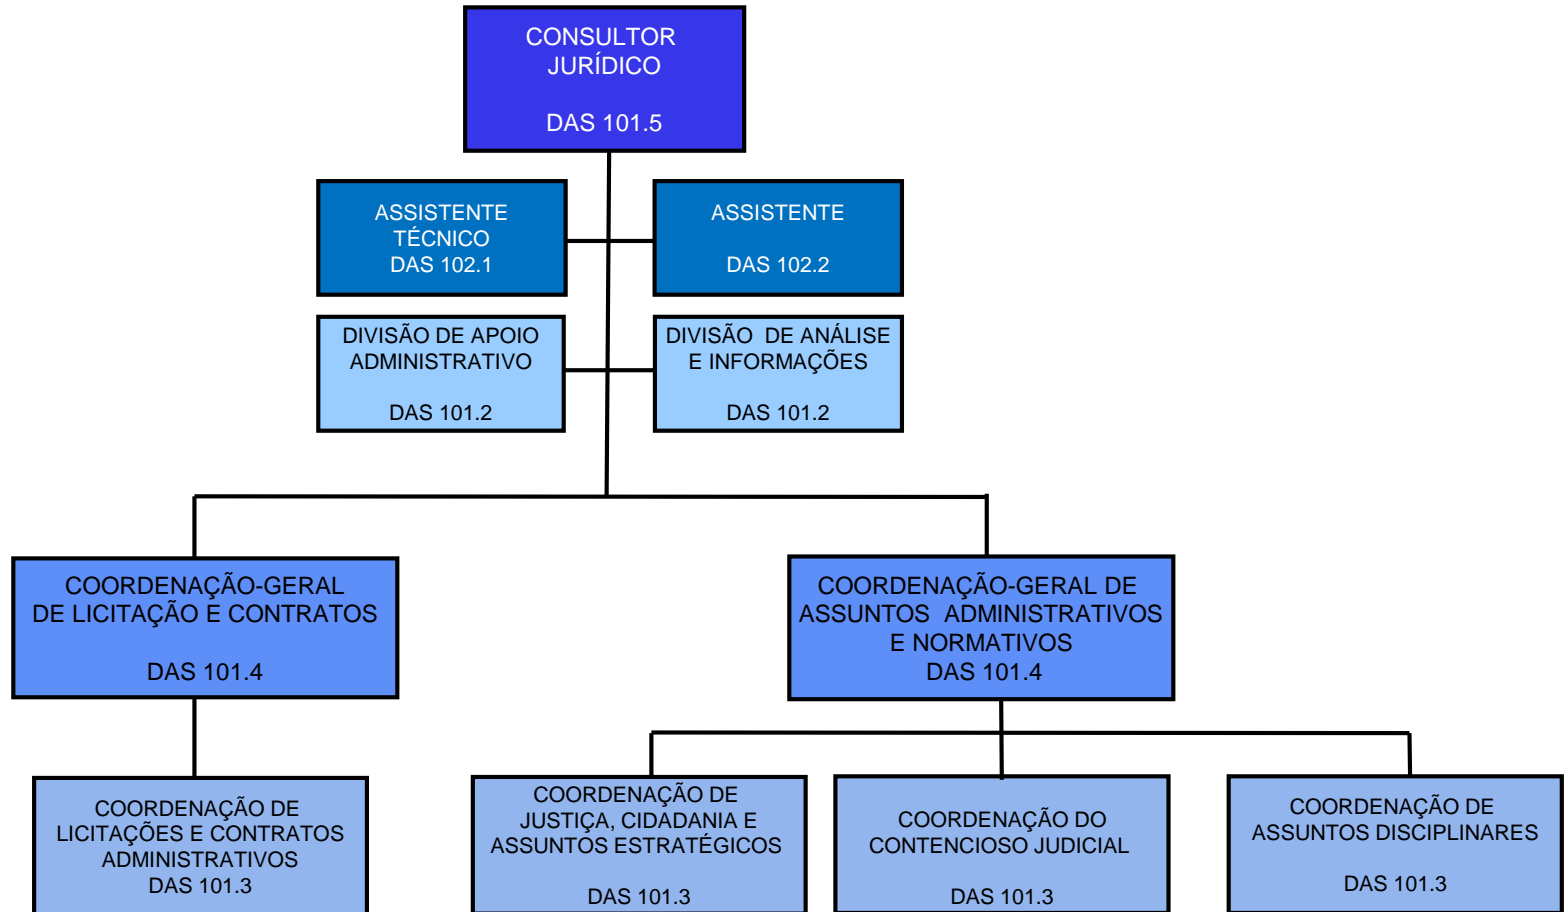 CONSULTOR
JURÍDICO
DAS 101.5
ASSISTENTE
TÉCNICO
DAS 102.1
ASSISTENTE
DAS 102.2
DIVISÃO DE APOIO
ADMINISTRATIVO
DAS 101.2
DIVISÃO DE ANÁLISE
E INFORMAÇÕES
DAS 101.2
COORDENAÇÃO-GERAL
DE LICITAÇÃO E CONTRATOS
DAS 101.4
COORDENAÇÃO-GERAL DE
ASSUNTOS ADMINISTRATIVOS
E NORMATIVOS
DAS 101.4
COORDENAÇÃO DE
LICITAÇÕES E CONTRATOS
ADMINISTRATIVOS
DAS 101.3
COORDENAÇÃO DE
JUSTIÇA, CIDADANIA E
ASSUNTOS ESTRATÉGICOS
DAS 101.3
COORDENAÇÃO DO
CONTENCIOSO JUDICIAL
DAS 101.3
COORDENAÇÃO DE
ASSUNTOS DISCIPLINARES
DAS 101.3